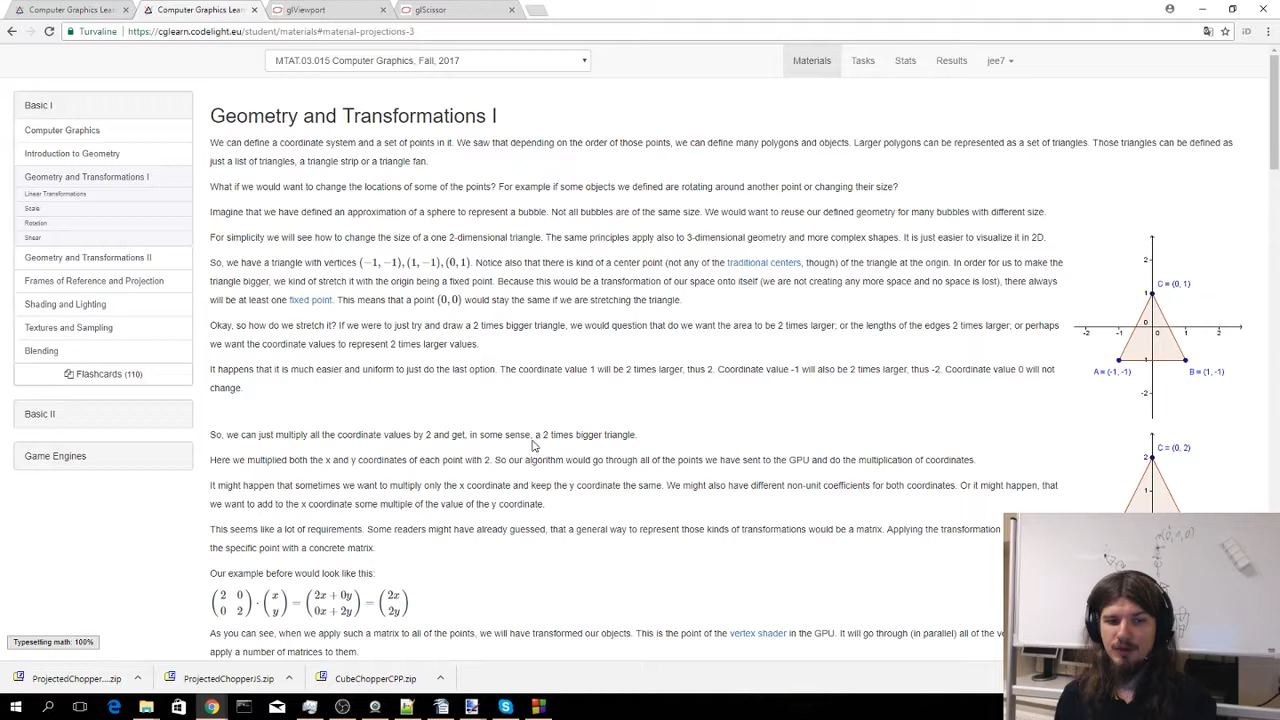 Computer Graphics Lea
Computer Graphics Lea
glViewport
glScissor
Turvaline
https://cglearn.codelight.eu/student/materials#material-projections-3
MTAT.03.015 Computer Graphics, Fall, 2017
Materials
Tasks
Stats
Results
jee7
Basic I
Computer Graphics
Introduction to Geometry
Geometry and Transformations I
Linear Transformations
Scale
Rotation
Shear
Geometry and Transformations II
Frames of Reference and Projection
Shading and Lighting
Textures and Sampling
Blending
Flashcards (110)
Basic II
Game Engines
Geometry and Transformations I
We can define a coordinate system and a set of points in it. We saw that depending on the order of those points, we can define many polygons and objects. Larger polygons can be represented as a set of triangles. Those triangles can be defined as
just a list of triangles, a triangle strip or a triangle fan.
What if we would want to change the locations of some of the points? For example if some objects we defined are rotating around another point or changing their size?
Imagine that we have defined an approximation of a sphere to represent a bubble. Not all bubbles are of the same size. We would want to reuse our defined geometry for many bubbles with different size.
For simplicity we will see how to change the size of a one 2-dimensional triangle. The same principles apply also to 3-dimensional geometry and more complex shapes. It is just easier to visualize it in 2D.
So, we have a triangle with vertices (−1, −1), (1, −1), (0, 1). Notice also that there is kind of a center point (not any of the traditional centers, though) of the triangle at the origin. In order for us to make the
triangle bigger, we kind of stretch it with the origin being a fixed point. Because this would be a transformation of our space onto itself (we are not creating any more space and no space is lost), there always
will be at least one fixed point. This means that a point (0, 0) would stay the same if we are stretching the triangle.
Okay, so how do we stretch it? If we were to just try and draw a 2 times bigger triangle, we would question that do we want the area to be 2 times larger; or the lengths of the edges 2 times larger; or perhaps
we want the coordinate values to represent 2 times larger values.
It happens that it is much easier and uniform to just do the last option. The coordinate value 1 will be 2 times larger, thus 2. Coordinate value -1 will also be 2 times larger, thus -2. Coordinate value 0 will not
change.
So, we can just multiply all the coordinate values by 2 and get, in some sense, a 2 times bigger triangle.
Here we multiplied both the x and y coordinates of each point with 2. So our algorithm would go through all of the points we have sent to the GPU and do the multiplication of coordinates.
It might happen that sometimes we want to multiply only the x coordinate and keep the y coordinate the same. We might also have different non-unit coefficients for both coordinates. Or it might happen, that
we want to add to the x coordinate some multiple of the value of the y coordinate.
This seems like a lot of requirements. Some readers might have already guessed, that a general way to represent those kinds of transformations would be a matrix. Applying the transformation
the specific point with a concrete matrix.
Our example before would look like this:
(2 0) · (x) = (2x + 0y) = (2x)
(0 2) (y) (0x + 2y) (2y)
As you can see, when we apply such a matrix to all of the points, we will have transformed our objects. This is the point of the vertex shader in the GPU. It will go through (in parallel) all of the
apply a number of matrices to them.
2
C = (0, 1)
1
0
-2 -1 0 1 2
-1
A = (-1, -1)
B = (1, -1)
-2
C = (0, 2)
2
1
Typesetting math: 100%
ProjectedChopper....zip
ProjectedChopperJS.zip
CubeChopperCPP.zip